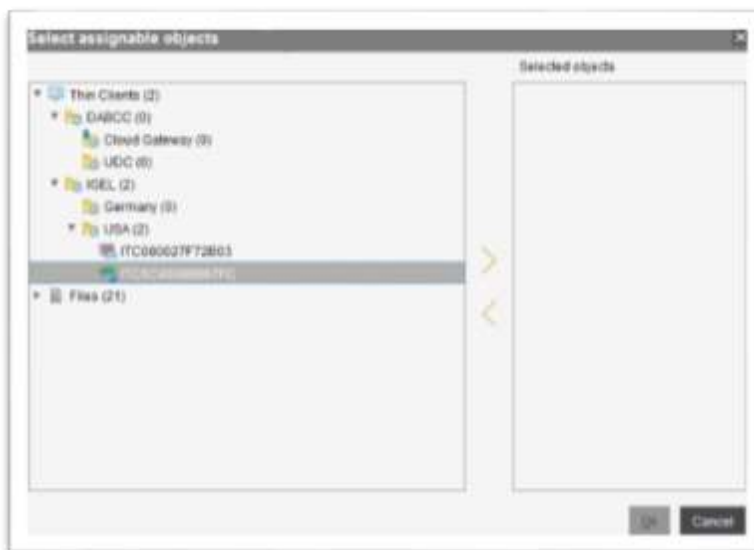 Select assignable objects
Selected objects
Thin Clients (2)
DABCC (0)
Cloud Gateway (0)
UDC (0)
IGEL (2)
Germany (0)
USA (2)
ITC080027F72B03
Files (21)
Cancel